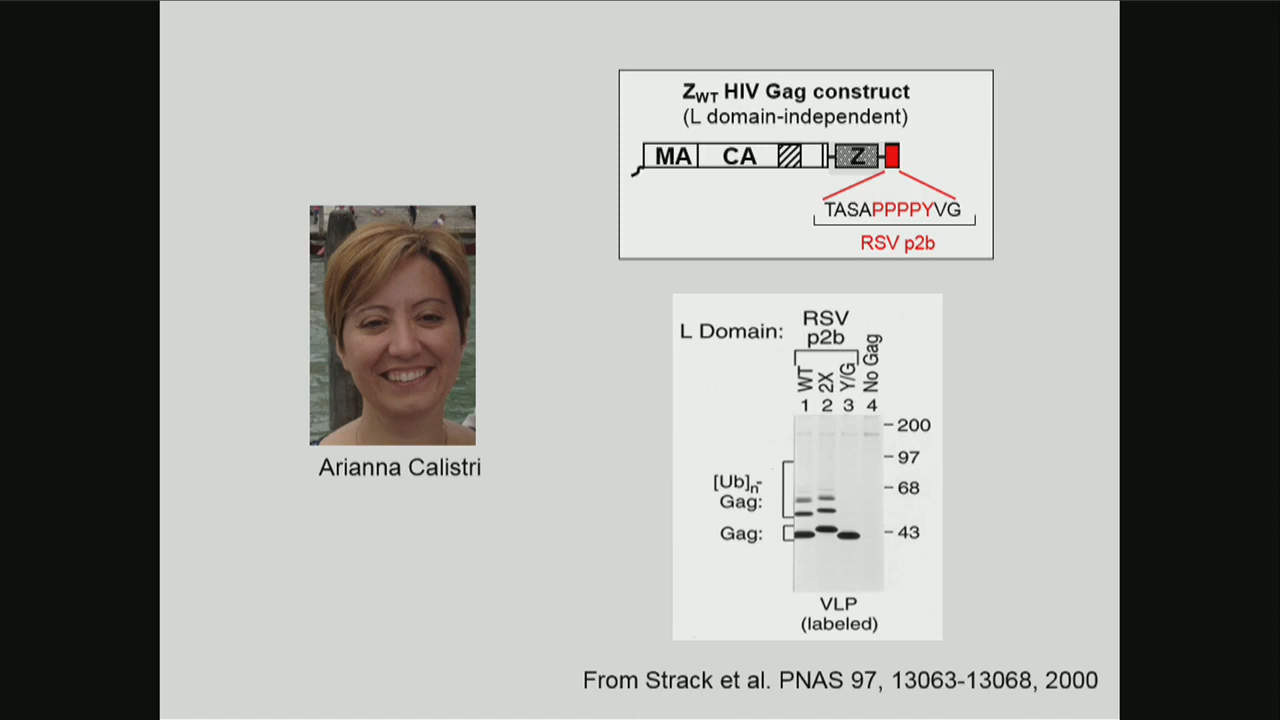 Z_WT HIV Gag construct
(L domain-independent)
MA CA Z
TASAPPPPYVG
RSV p2b
Arianna Calistri
L Domain:
RSV
p2b
WT 2X Y/G No Gag
1 2 3 4
200
97
68
43
[Ub]n-
Gag:
Gag:
VLP
(labeled)
From Strack et al. PNAS 97, 13063-13068, 2000